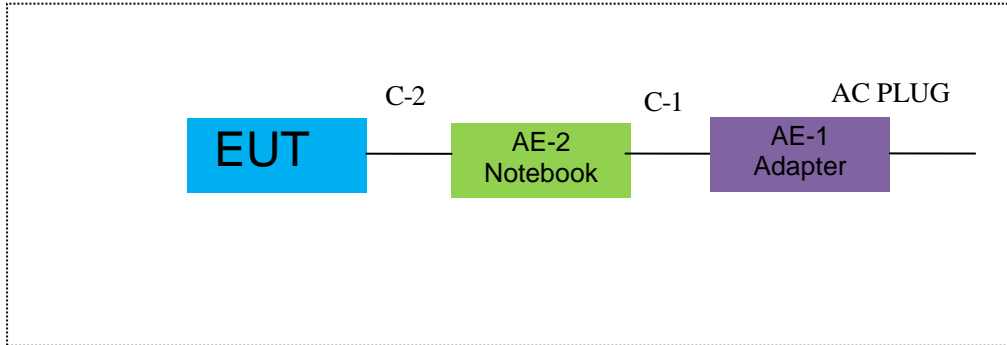 C-2
C-1
AC PLUG
EUT
AE-2
Notebook
AE-1
Adapter